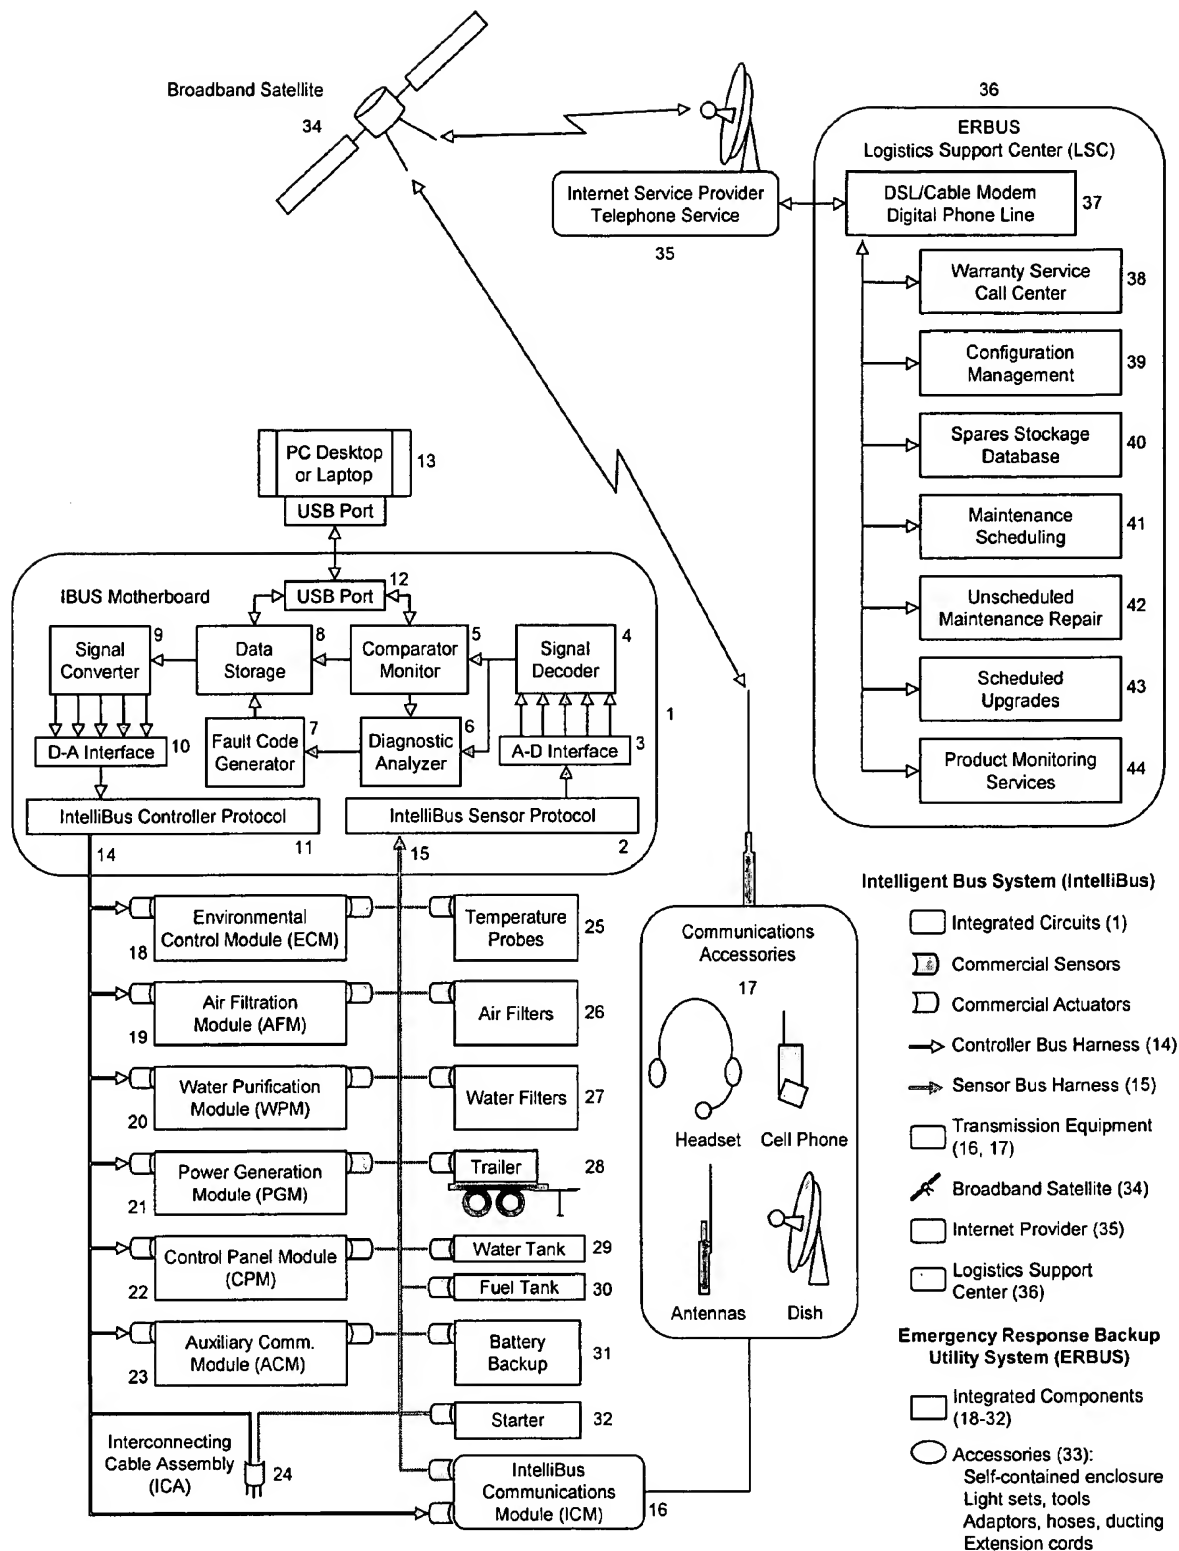 Broadband Satellite
34
36
ERBUS
Logistics Support Center (LSC)
Internet Service Provider
Telephone Service
35
DSL/Cable Modem
Digital Phone Line
37
Warranty Service
Call Center
38
Configuration
Management
39
Spares Stockage
Database
40
Maintenance
Scheduling
41
Unscheduled
Maintenance Repair
42
Scheduled
Upgrades
43
Product Monitoring
Services
44
PC Desktop
or Laptop
13
USB Port
IBUS Motherboard
USB Port
12
Signal
Converter
9
Data
Storage
8
Comparator
Monitor
5
Signal
Decoder
4
1
D-A Interface
10
Fault Code
Generator
7
Diagnostic
Analyzer
6
A-D Interface
3
IntelliBus Controller Protocol
11
IntelliBus Sensor Protocol
2
14
15
Environmental
Control Module (ECM)
18
Temperature
Probes
25
Air Filtration
Module (AFM)
19
Air Filters
26
Water Purification
Module (WPM)
20
Water Filters
27
Power Generation
Module (PGM)
21
Trailer
28
Control Panel Module
(CPM)
22
Water Tank
29
Fuel Tank
30
Auxiliary Comm.
Module (ACM)
23
Battery
Backup
31
Starter
32
Interconnecting
Cable Assembly
(ICA)
24
IntelliBus
Communications
Module (ICM)
16
Communications
Accessories
17
Headset
Cell Phone
Antennas
Dish
Intelligent Bus System (IntelliBus)
Integrated Circuits (1)
Commercial Sensors
Commercial Actuators
Controller Bus Harness (14)
Sensor Bus Harness (15)
Transmission Equipment
(16, 17)
Broadband Satellite (34)
Internet Provider (35)
Logistics Support
Center (36)
Emergency Response Backup
Utility System (ERBUS)
Integrated Components
(18-32)
Accessories (33):
Self-contained enclosure
Light sets, tools
Adaptors, hoses, ducting
Extension cords